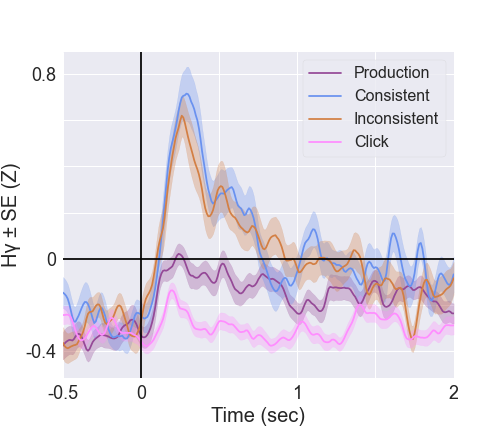 Production
Consistent
Inconsistent
Click
Hγ ± SE (Z)
0.8
0
-0.4
-0.5
0
1
2
Time (sec)